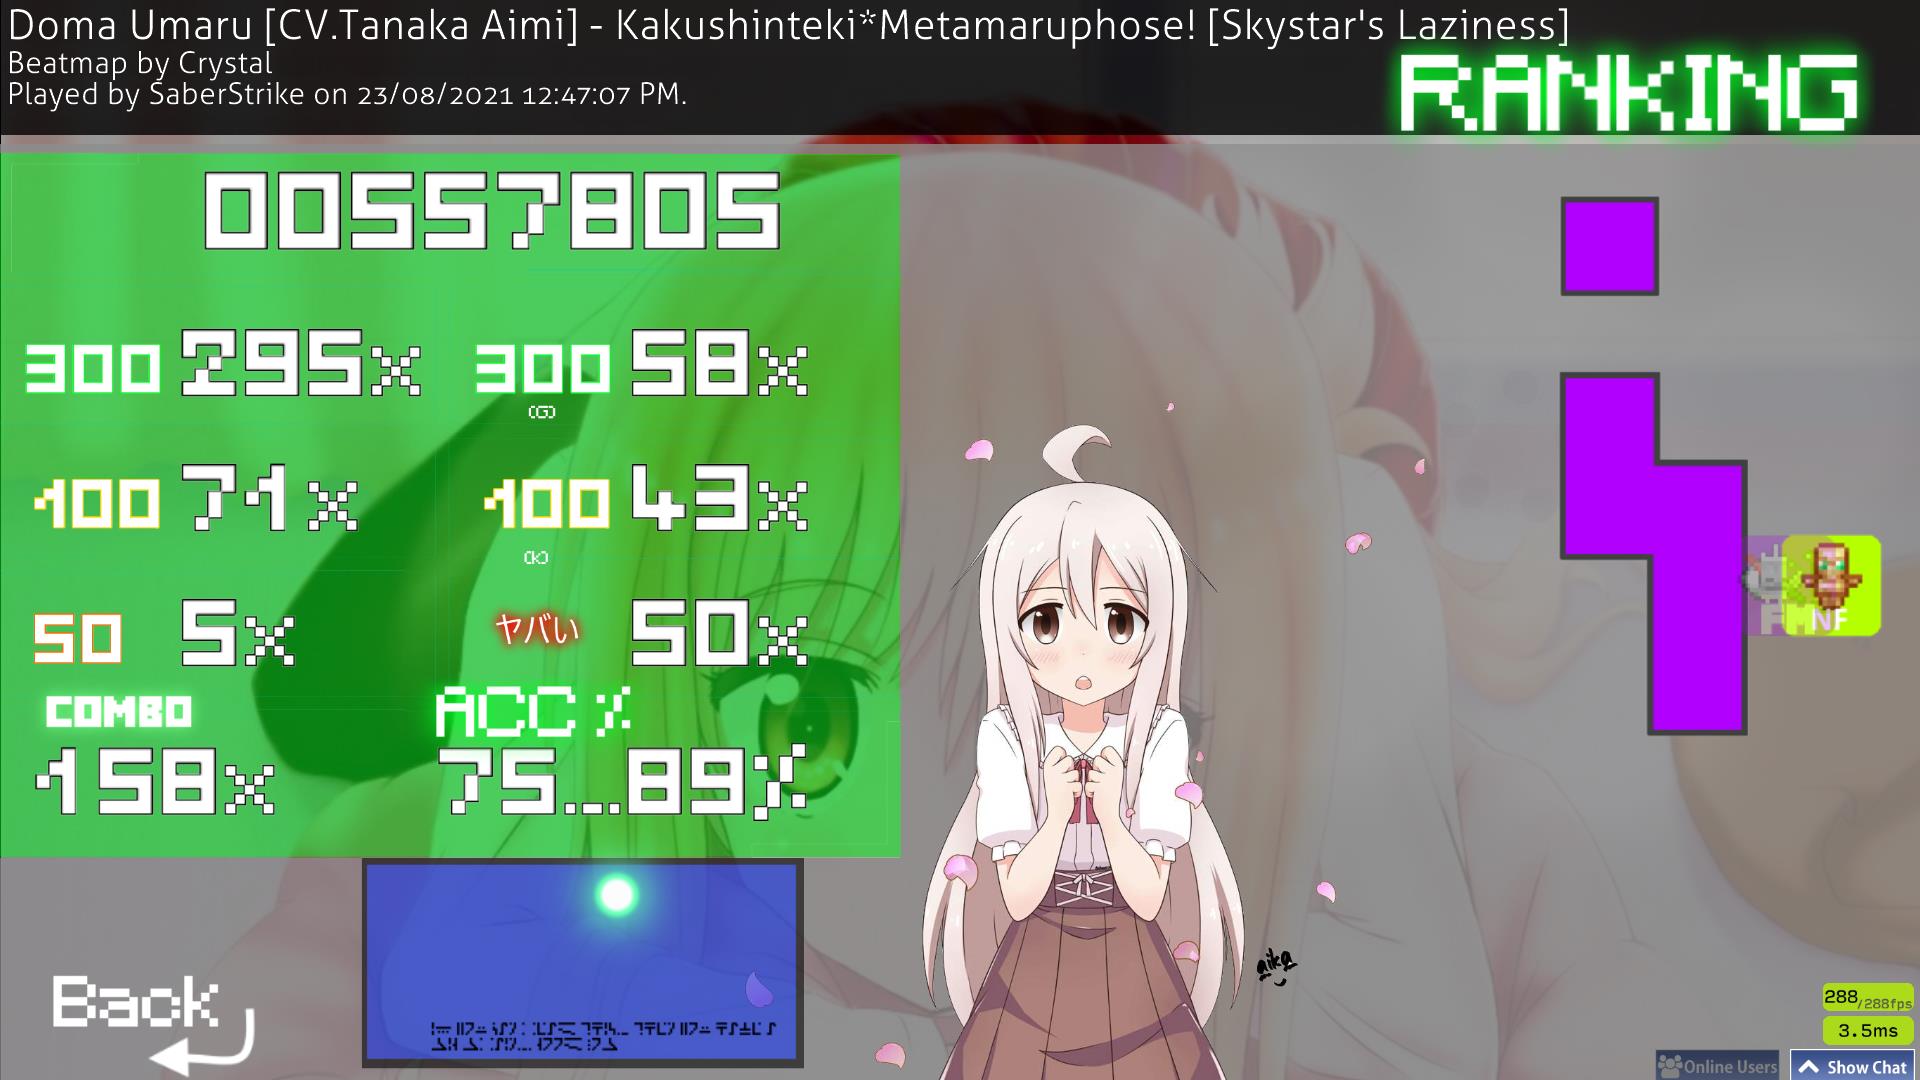 Doma Umaru [CV.Tanaka Aimi] - Kakushinteki*Metamaruphose! [Skystar's Laziness]
Beatmap by Crystal
Played by SaberStrike on 23/08/2021 12:47:07 PM.
RANKING
00557805
300 295x 300 58x
(G)
100 71x 100 43x
(K)
50 5x ヤバい 50x
COMBO ACC %
158x 75...89%
NF
aika
Back
288/288fps
3.5ms
Online Users
Show Chat